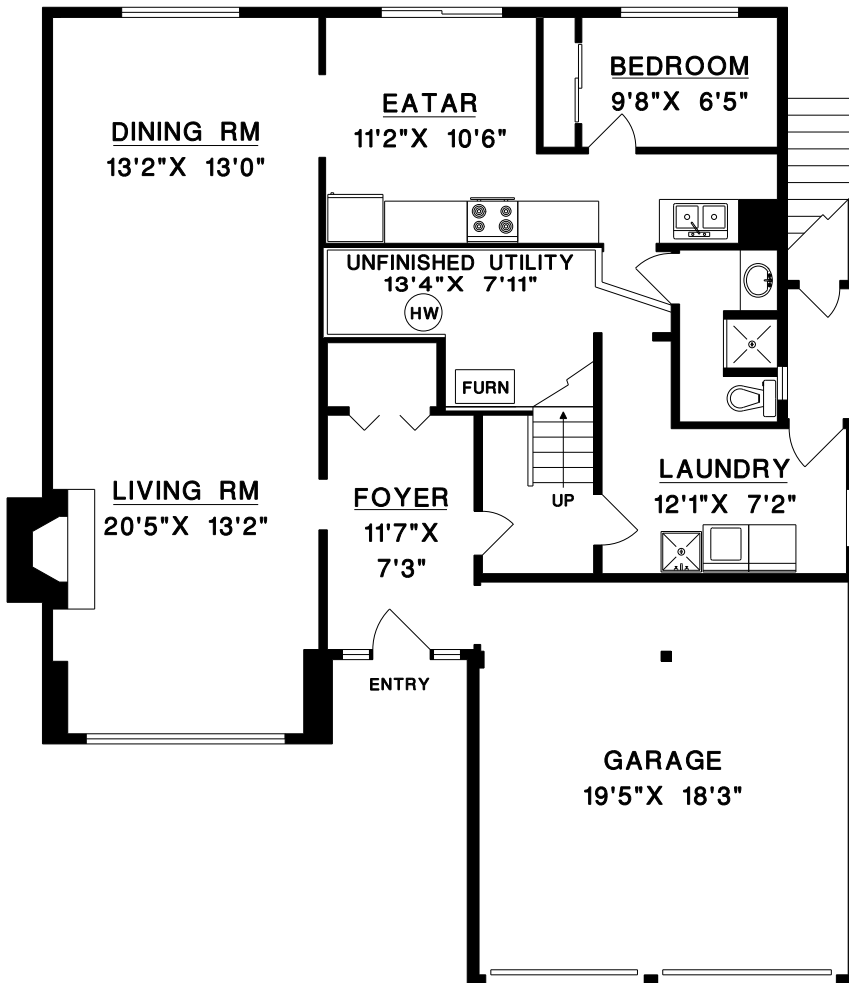 BEDROOM
9'8"X 6'5"
EATAR
11'2"X 10'6"
DINING RM
13'2"X 13'0"
UNFINISHED UTILITY
13'4"X 7'11"
HW
FURN
LIVING RM
20'5"X 13'2"
FOYER
11'7"X
7'3"
UP
LAUNDRY
12'1"X 7'2"
ENTRY
GARAGE
19'5"X 18'3"